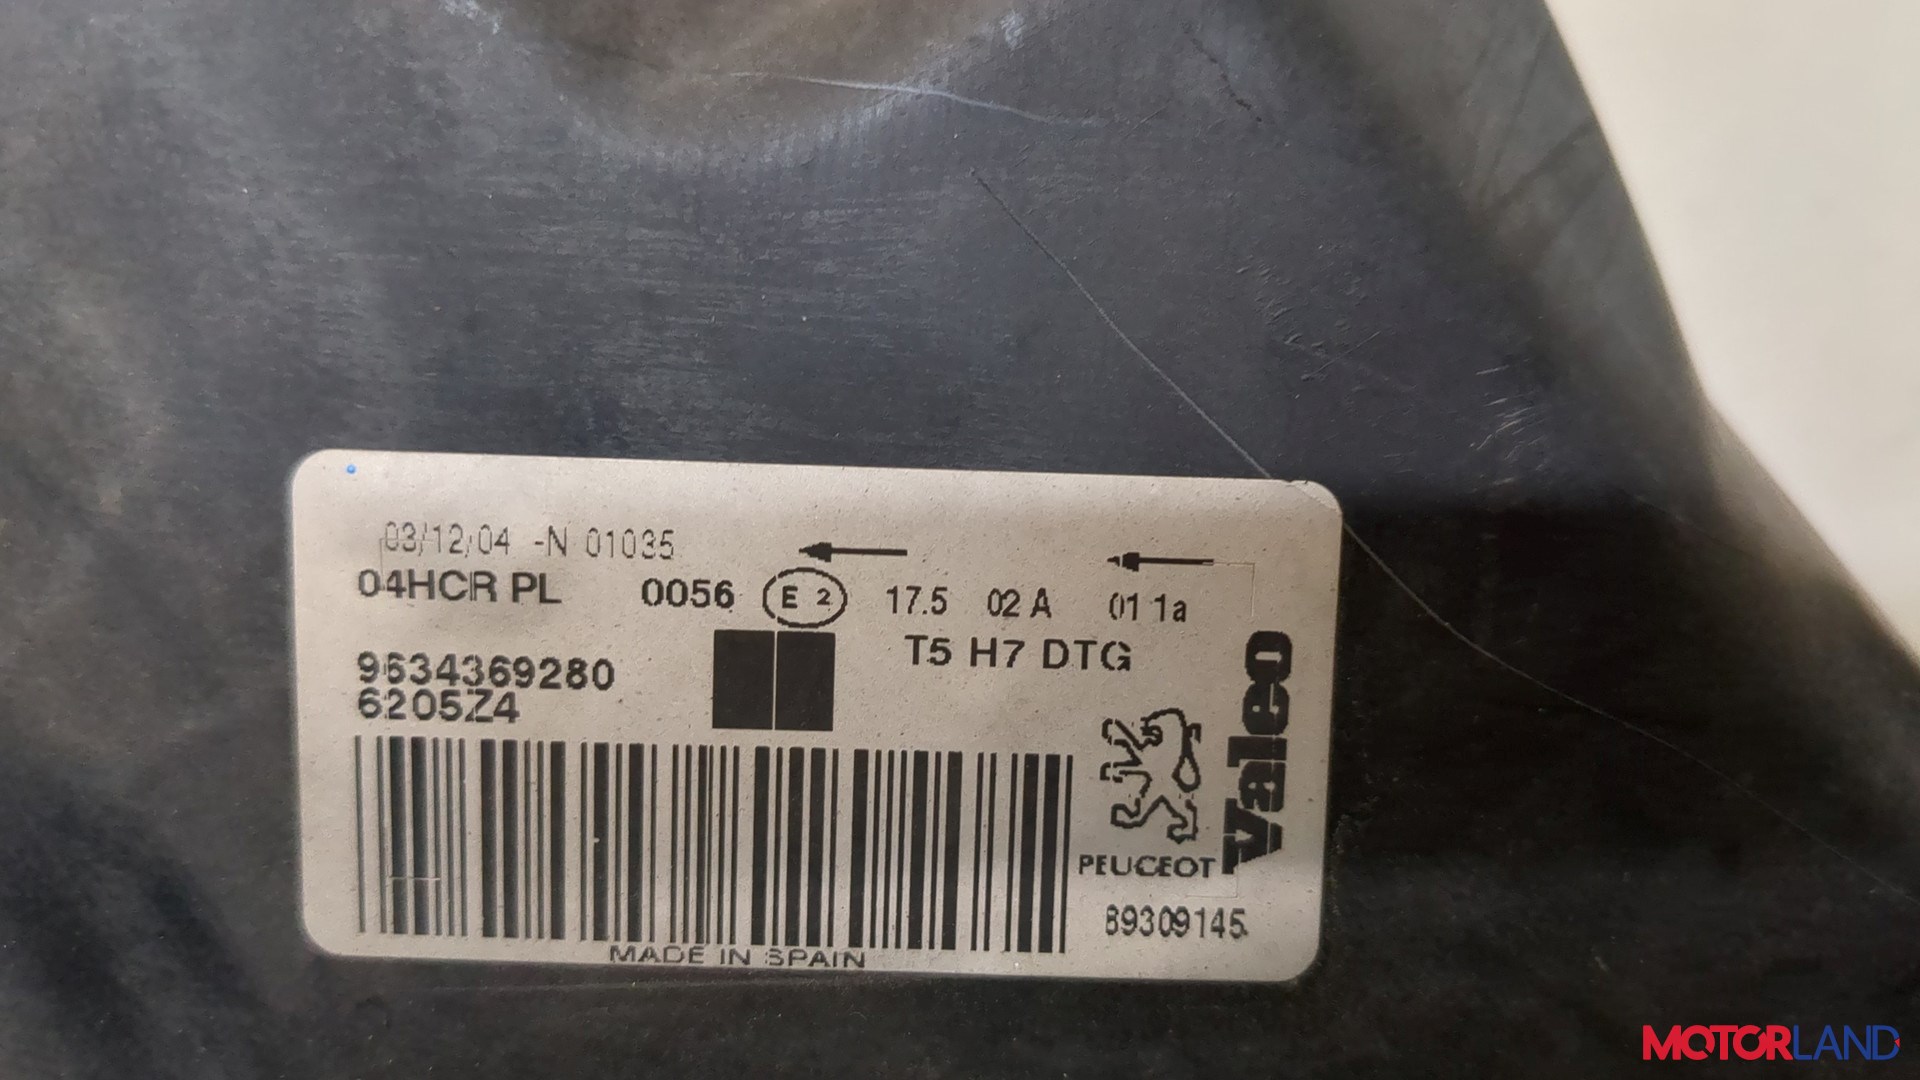 03/12/04 -N 01035
04HCR PL 0056 E 2 17.5 02 A 01 1a
T5 H7 DTG
9634369280
6205Z4
Valeo
PEUGEOT
89309145
MADE IN SPAIN
MOTORLAND